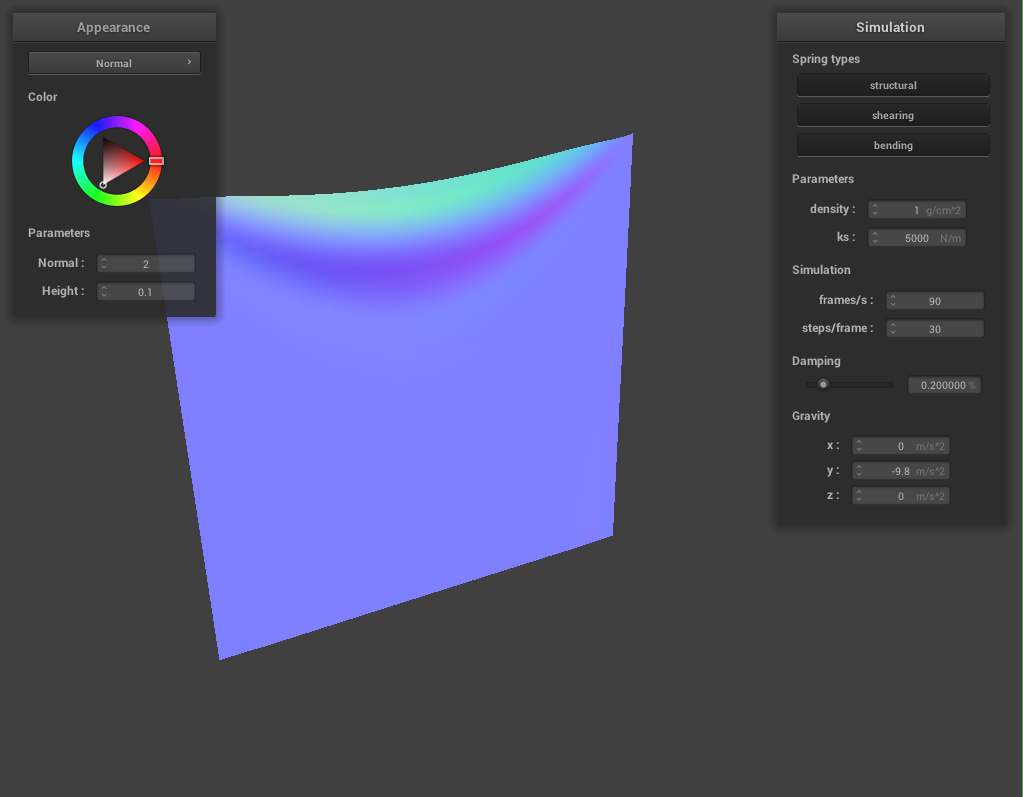 Appearance
Normal ›
Color
Parameters
Normal : 2
Height : 0.1
Simulation
Spring types
structural
shearing
bending
Parameters
density : 1 g/cm^2
ks : 5000 N/m
Simulation
frames/s : 90
steps/frame : 30
Damping
0.200000 %
Gravity
x : 0 m/s^2
y : -9.8 m/s^2
z : 0 m/s^2